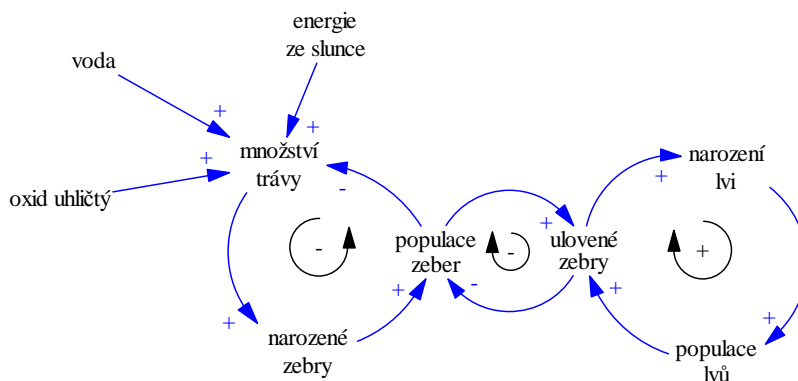 energie
ze slunce
voda
+
+
množství
trávy
+
oxid uhličtý
-
narození
lvi
+
populace
zeber
+
ulovené
zebry
-
-
+
+
-
+
+
+
narozené
zebry
populace
lvů
+